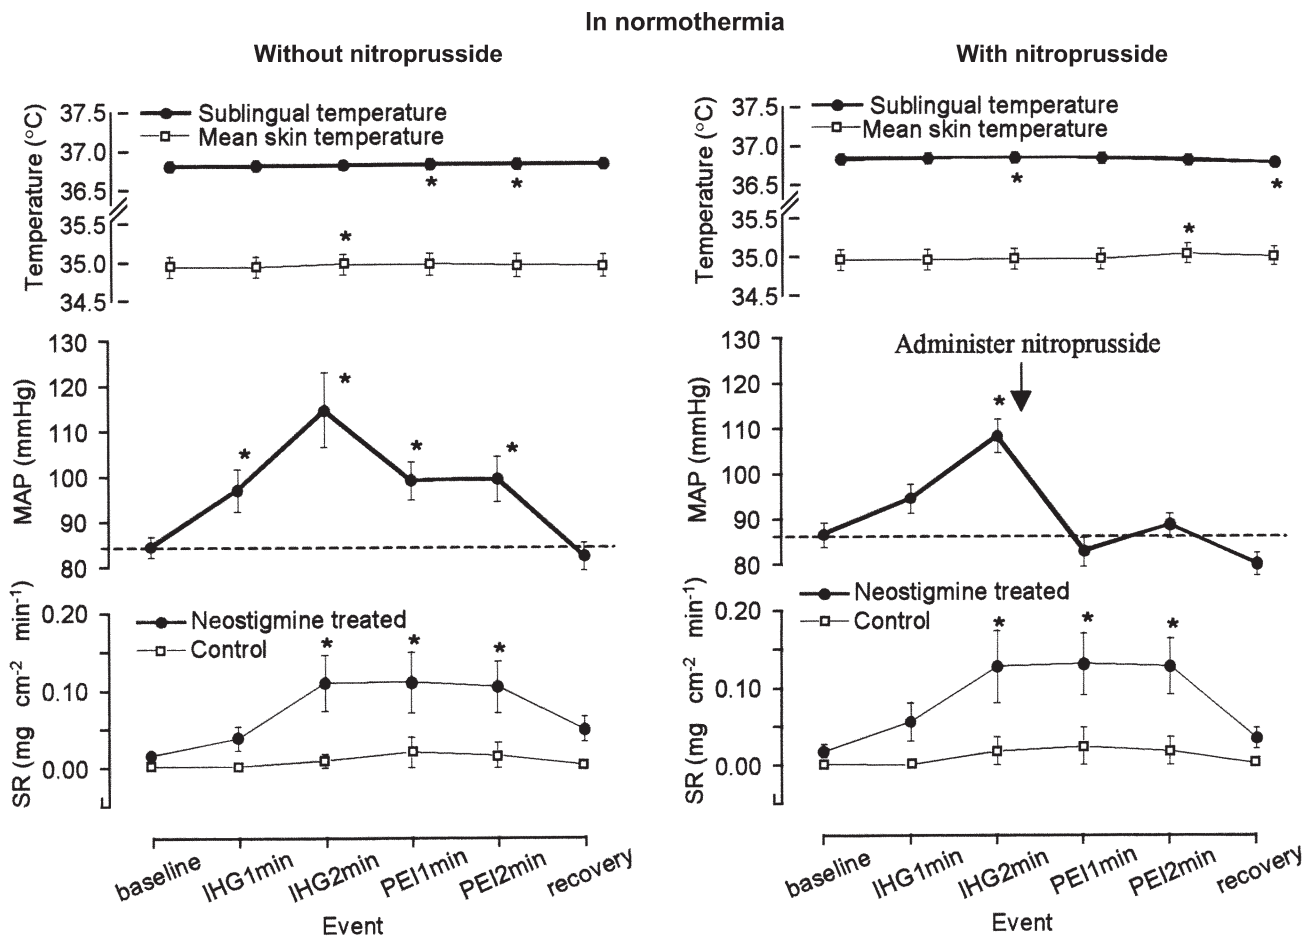 In normothermia
Without nitroprusside
With nitroprusside
Temperature (°C)
37.5
37.0
36.5
35.5
35.0
34.5
Sublingual temperature
Mean skin temperature
*
*
*
MAP (mmHg)
130
120
110
100
90
80
*
*
*
*
SR (mg cm-2 min-1)
0.20
0.10
0.00
Neostigmine treated
Control
*
*
*
baseline
IHG1min
IHG2min
PEI1min
PEI2min
recovery
Event
Temperature (°C)
37.5
37.0
36.5
35.5
35.0
34.5
Sublingual temperature
Mean skin temperature
*
*
*
MAP (mmHg)
130
120
110
100
90
80
Administer nitroprusside
*
SR (mg cm-2 min-1)
0.20
0.10
0.00
Neostigmine treated
Control
*
*
*
baseline
IHG1min
IHG2min
PEI1min
PEI2min
recovery
Event